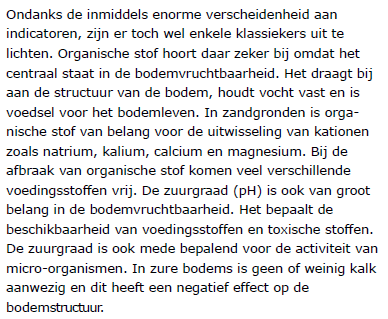 Ondanks de inmiddels enorme verscheidenheid aan
indicatoren, zijn er toch wel enkele klassiekers uit te
lichten. Organische stof hoort daar zeker bij omdat het
centraal staat in de bodemvruchtbaarheid. Het draagt bij
aan de structuur van de bodem, houdt vocht vast en is
voedsel voor het bodemleven. In zandgronden is orga-
nische stof van belang voor de uitwisseling van kationen
zoals natrium, kalium, calcium en magnesium. Bij de
afbraak van organische stof komen veel verschillende
voedingsstoffen vrij. De zuurgraad (pH) is ook van groot
belang in de bodemvruchtbaarheid. Het bepaalt de
beschikbaarheid van voedingsstoffen en toxische stoffen.
De zuurgraad is ook mede bepalend voor de activiteit van
micro-organismen. In zure bodems is geen of weinig kalk
aanwezig en dit heeft een negatief effect op de
bodemstructuur.